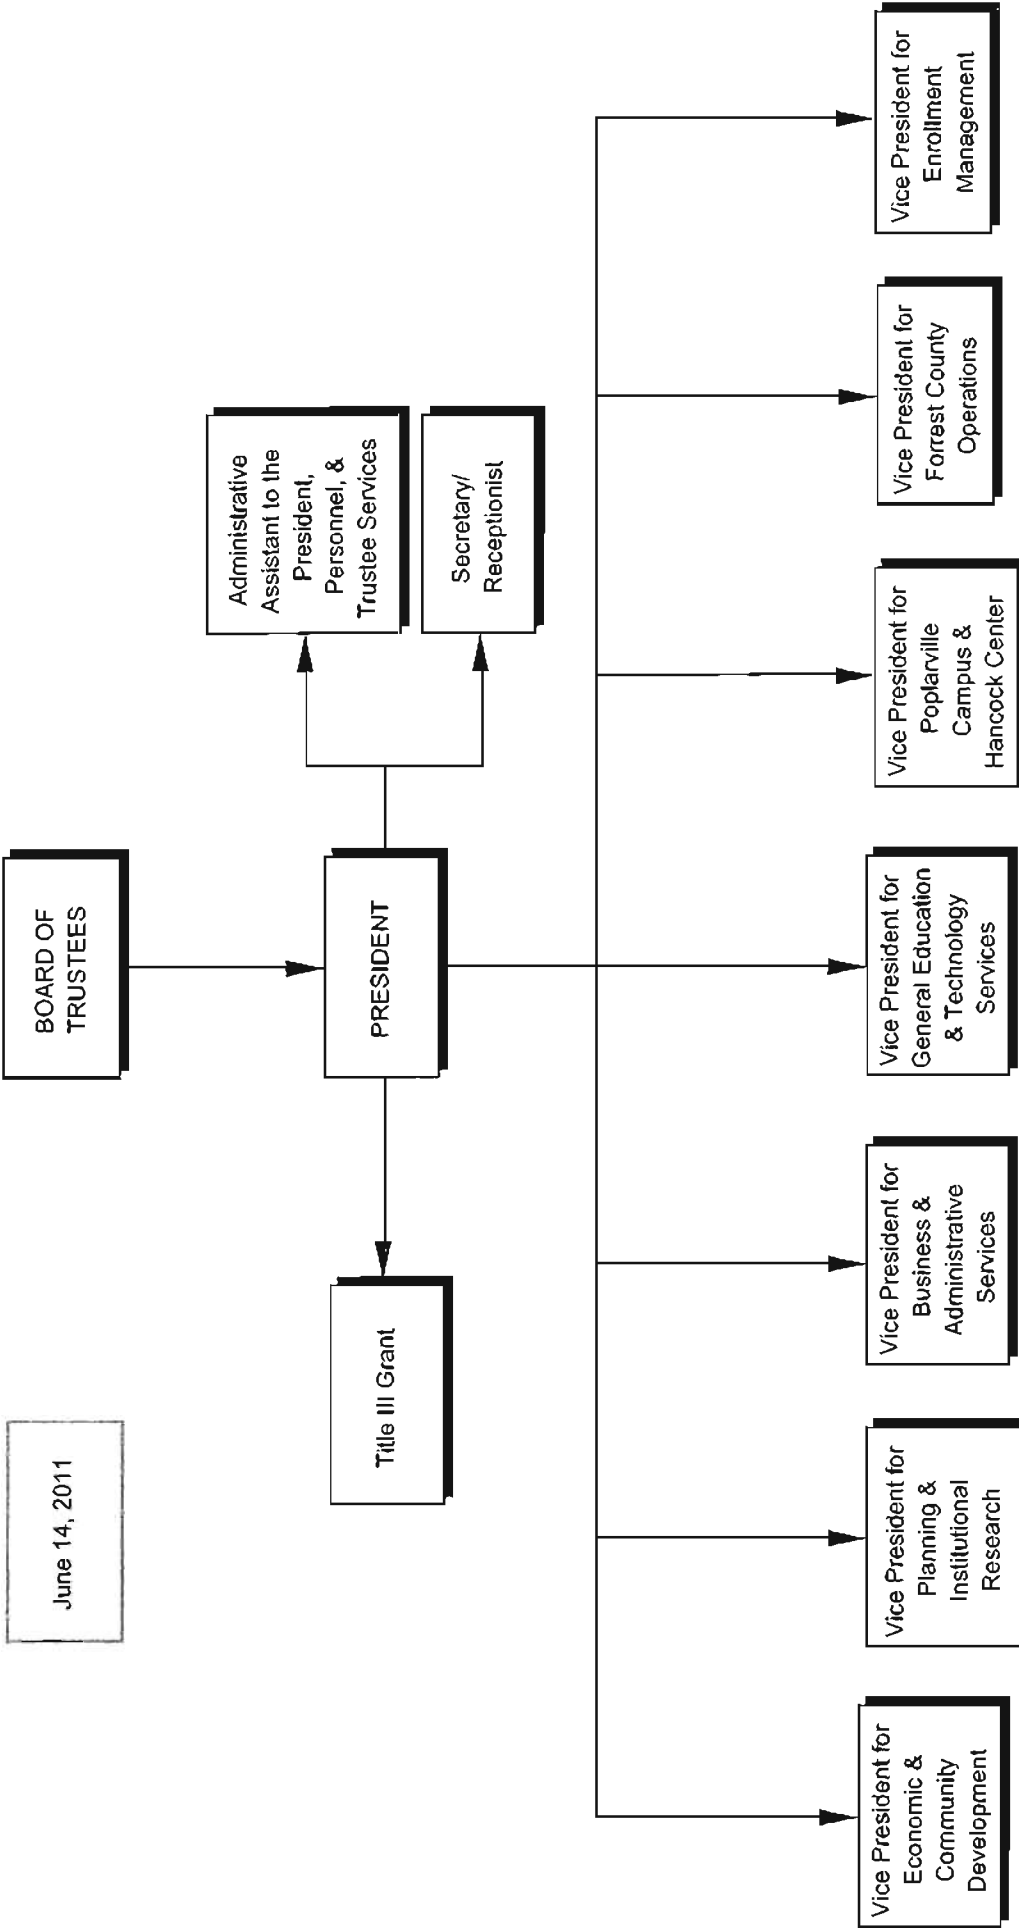 June 14, 2011
BOARD OF
TRUSTEES
PRESIDENT
Title III Grant
Administrative
Assistant to the
President,
Personnel, &
Trustee Services
Secretary/
Receptionist
Vice President for
Economic &
Community
Development
Vice President for
Planning &
Institutional
Research
Vice President for
Business &
Administrative
Services
Vice President for
General Education
& Technology
Services
Vice President for
Poplarville
Campus &
Hancock Center
Vice President for
Forrest County
Operations
Vice President for
Enrollment
Management